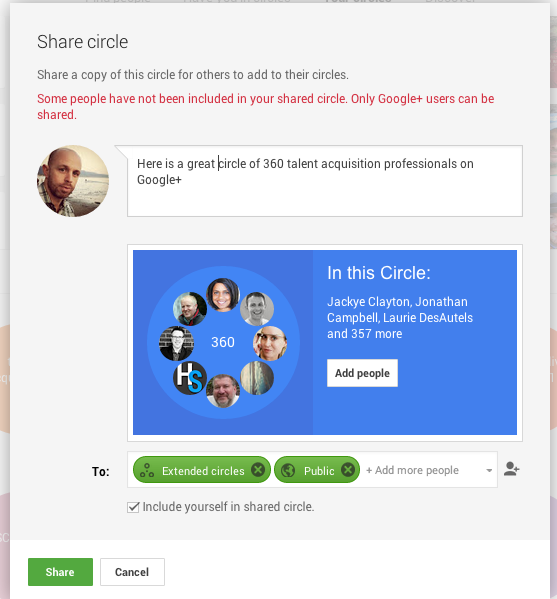 Share circle
Share a copy of this circle for others to add to their circles.
Some people have not been included in your shared circle. Only Google+ users can be
shared.
Here is a great circle of 360 talent acquisition professionals on
Google+
In this Circle:
Jackye Clayton, Jonathan
Campbell, Laurie DesAutels
and 357 more
360
HS
Add people
To:
Extended circles
Public
+ Add more people
Include yourself in shared circle.
Share
Cancel